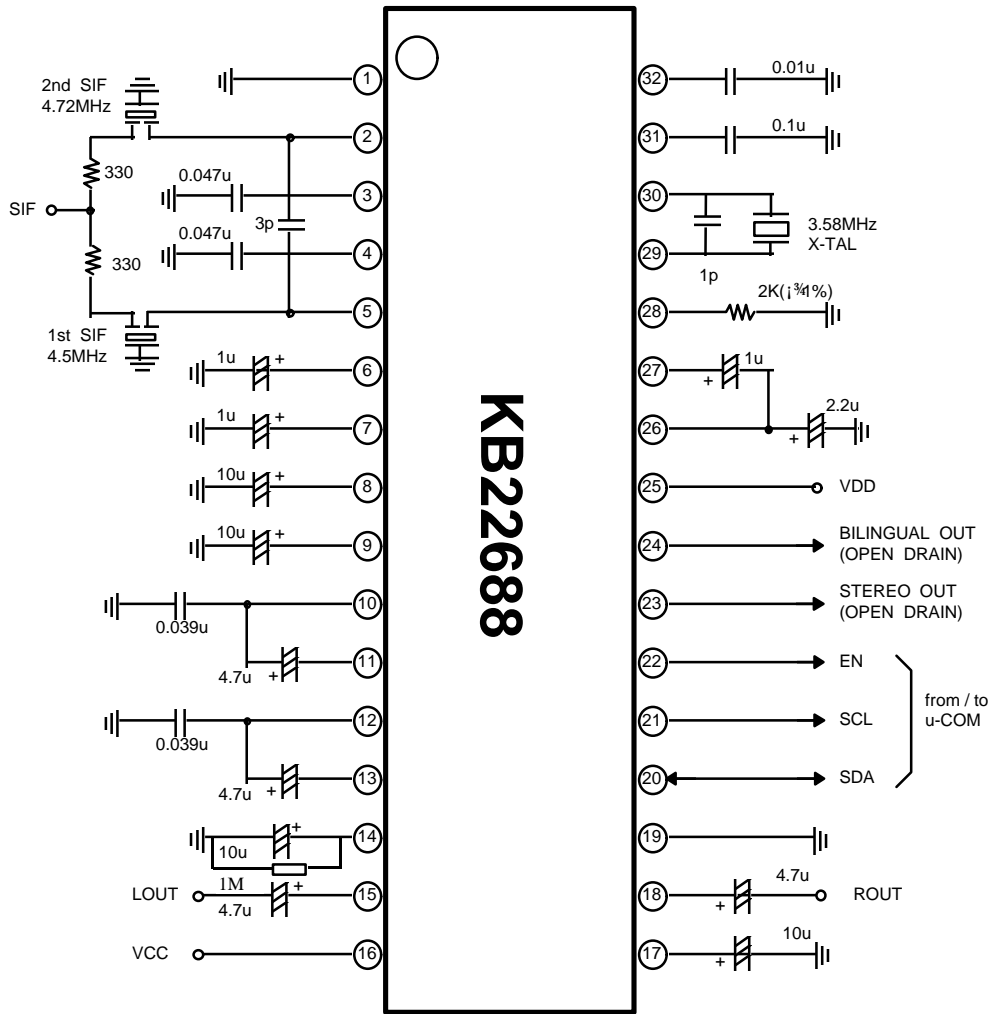 KB22688
2nd SIF
4.72MHz
330
SIF
330
1st SIF
4.5MHz
0.047u
0.047u
3p
1u
1u
10u
10u
0.039u
4.7u
0.039u
4.7u
10u
1M
LOUT
4.7u
VCC
1
2
3
4
5
6
7
8
9
10
11
12
13
14
15
16
32
31
30
29
28
27
26
25
24
23
22
21
20
19
18
17
0.01u
0.1u
3.58MHz
X-TAL
1p
2K(¡¾1%)
1u
+
2.2u
+
VDD
BILINGUAL OUT
(OPEN DRAIN)
STEREO OUT
(OPEN DRAIN)
EN
SCL
SDA
from / to
u-COM
4.7u
+
ROUT
10u
+
+
+
+
+
+
+
+
+